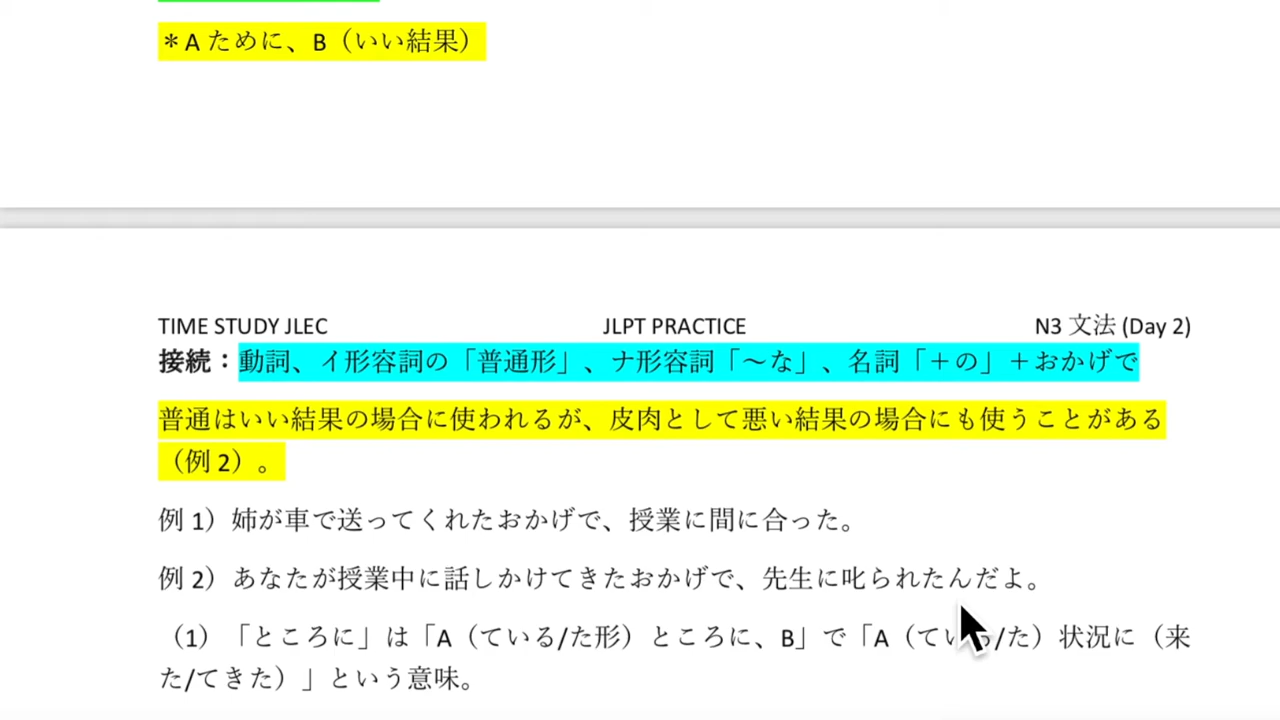 ＊A ために、B（いい結果）
TIME STUDY JLEC JLPT PRACTICE N3 文法 (Day 2)
接続：動詞、イ形容詞の「普通形」、ナ形容詞「～な」、名詞「＋の」＋おかげで
普通はいい結果の場合に使われるが、皮肉として悪い結果の場合にも使うことがある
（例 2）。
例 1）姉が車で送ってくれたおかげで、授業に間に合った。
例 2）あなたが授業中に話しかけてきたおかげで、先生に叱られたんだよ。
（1）「ところに」は「A（ている/た形）ところに、B」で「A（ている/た）状況に（来
た/てきた）」という意味。